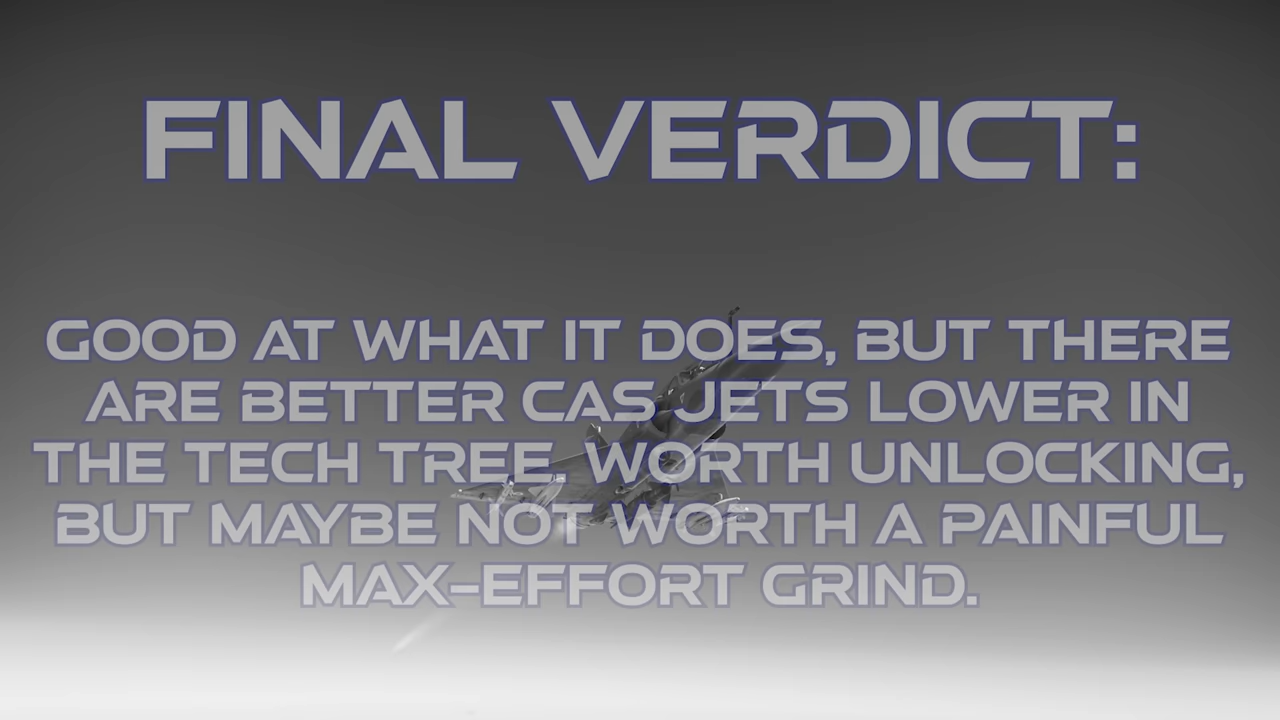 FINAL VERDICT:
GOOD AT WHAT IT DOES, BUT THERE
ARE BETTER CAS JETS LOWER IN
THE TECH TREE. WORTH UNLOCKING,
BUT MAYBE NOT WORTH A PAINFUL
MAX-EFFORT GRIND.